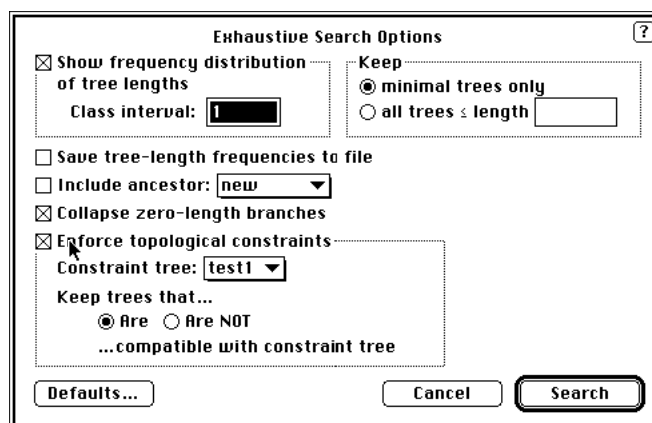 Exhaustive Search Options
?
Show frequency distribution
of tree lengths
Class interval: 1
Keep
minimal trees only
all trees ≤ length
Save tree-length frequencies to file
Include ancestor: new
Collapse zero-length branches
Enforce topological constraints
Constraint tree: test1
Keep trees that...
Are Are NOT
...compatible with constraint tree
Defaults... Cancel Search